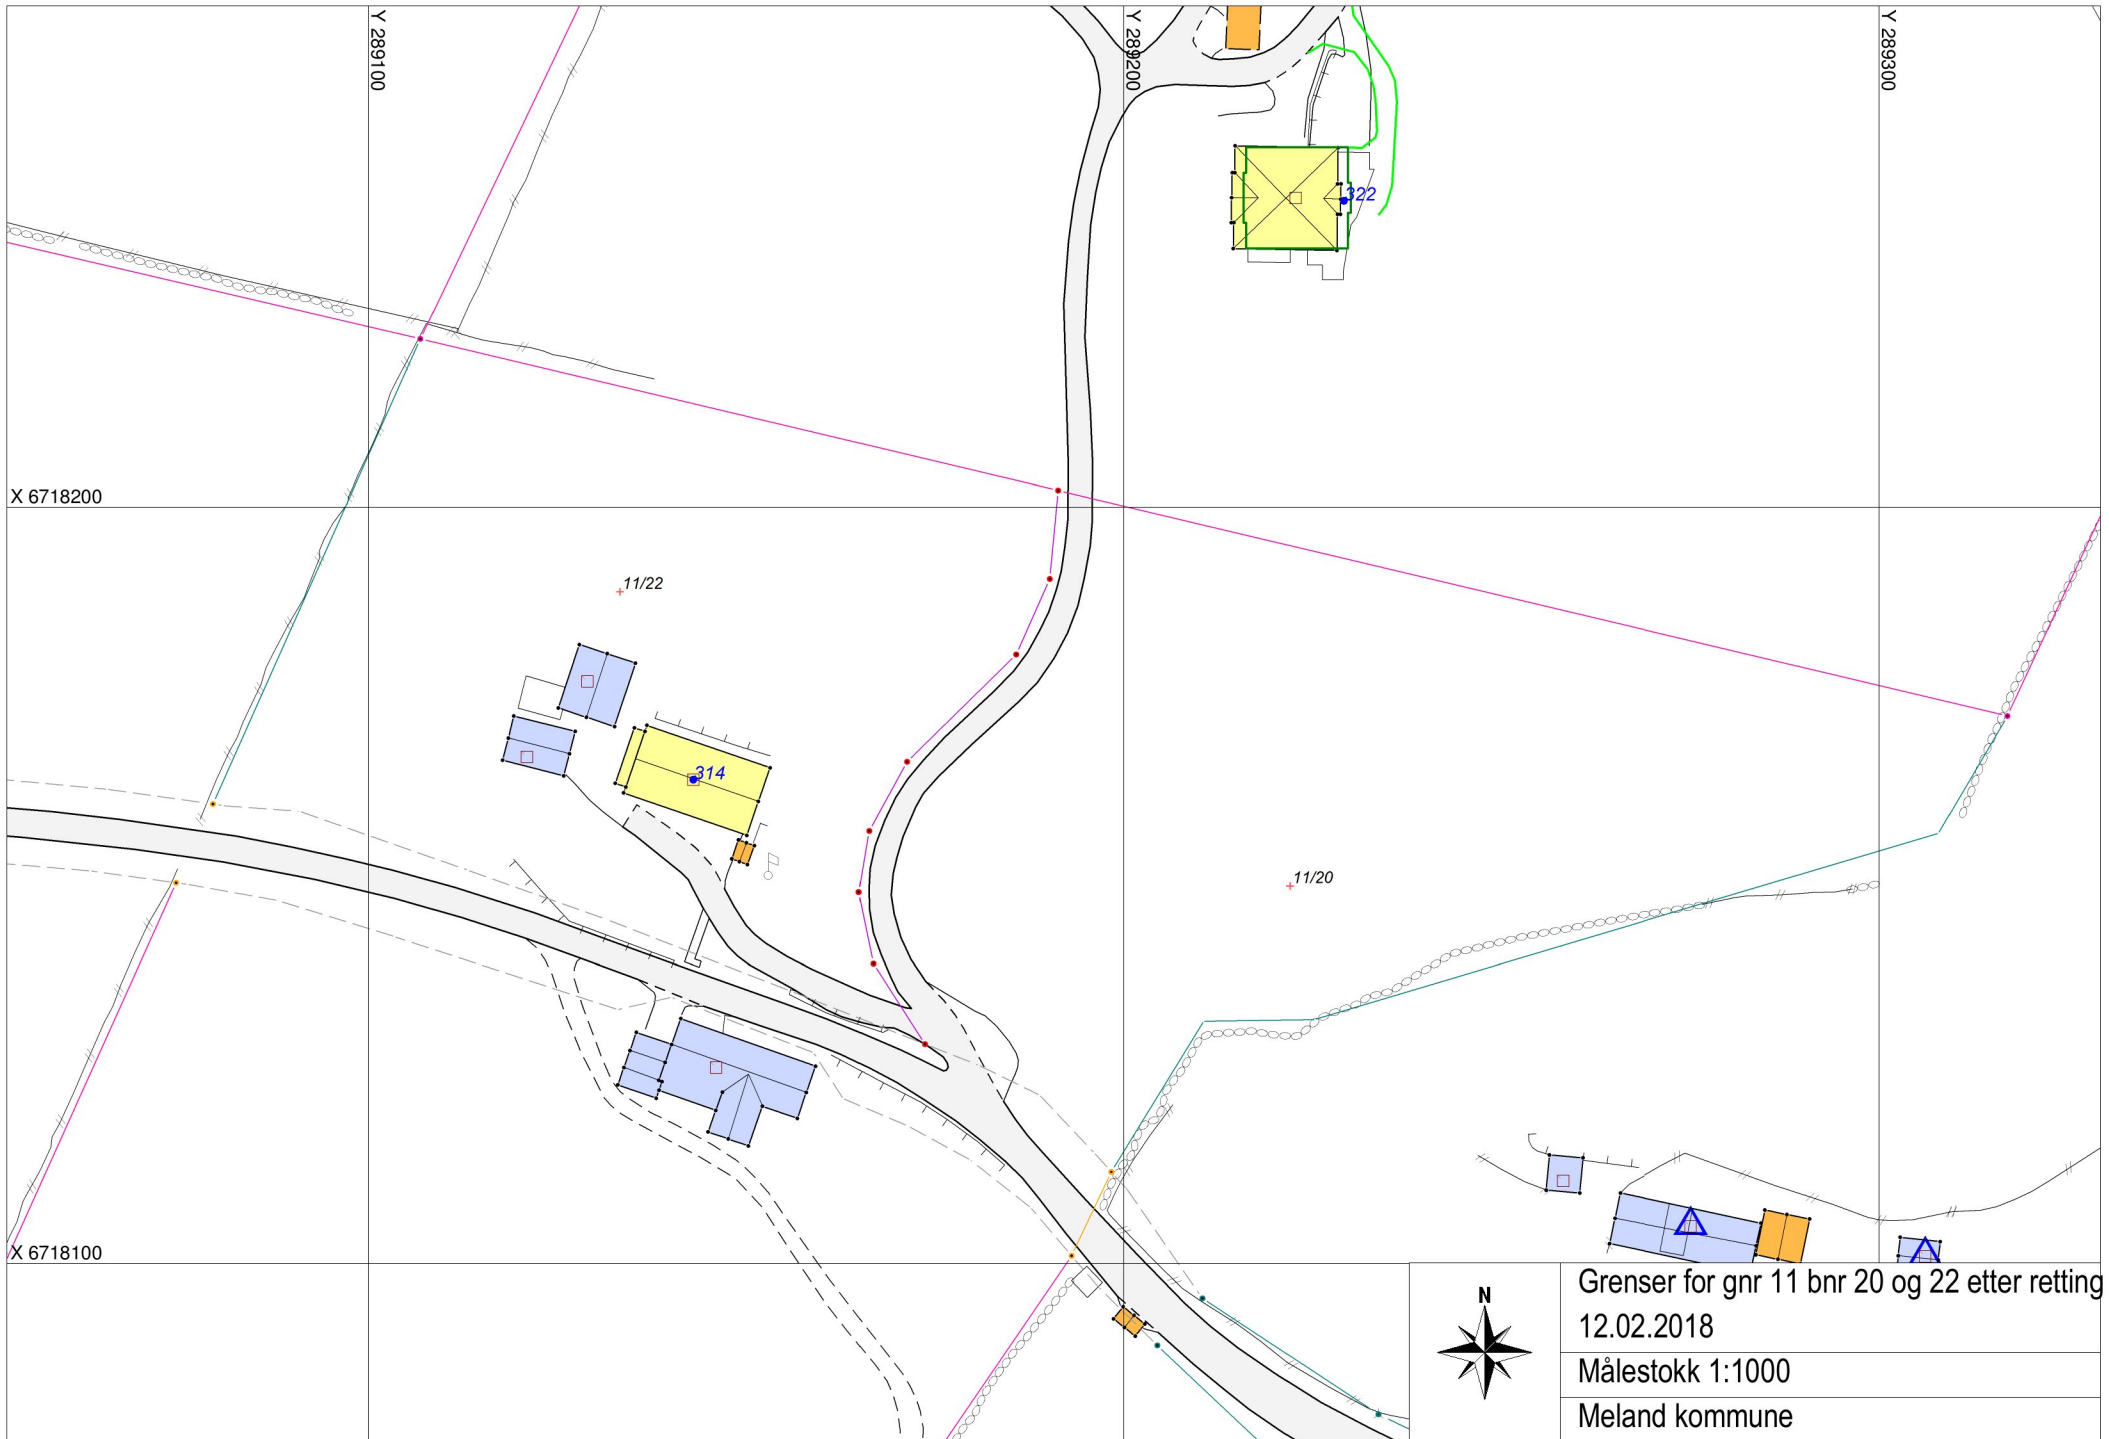 Y 289100
Y 289200
Y 289300
322
X 6718200
11/22
314
11/20
X 6718100
N
Grenser for gnr 11 bnr 20 og 22 etter retting
12.02.2018
Målestokk 1:1000
Meland kommune